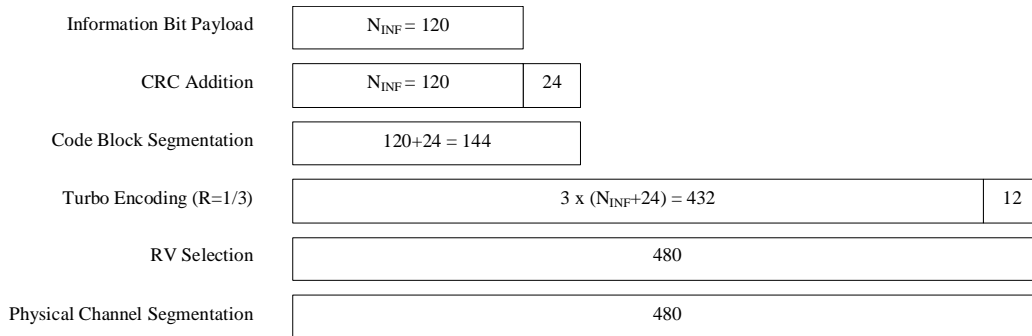 Information Bit Payload N_INF = 120
CRC Addition N_INF = 120 24
Code Block Segmentation 120+24 = 144
Turbo Encoding (R=1/3) 3 x (N_INF+24) = 432 12
RV Selection 480
Physical Channel Segmentation 480